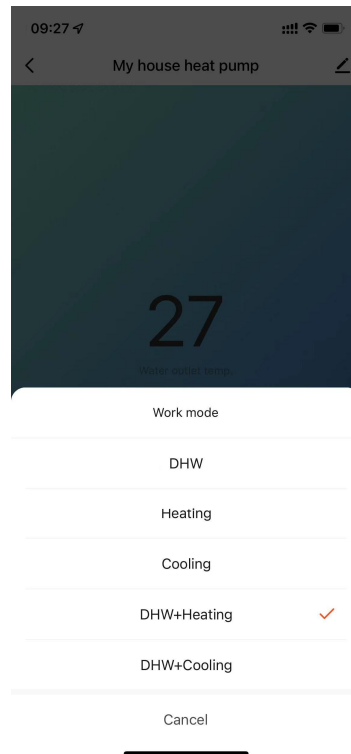 09:27
My house heat pump
27
Water outlet temp.
Work mode
DHW
Heating
Cooling
DHW+Heating
DHW+Cooling
Cancel